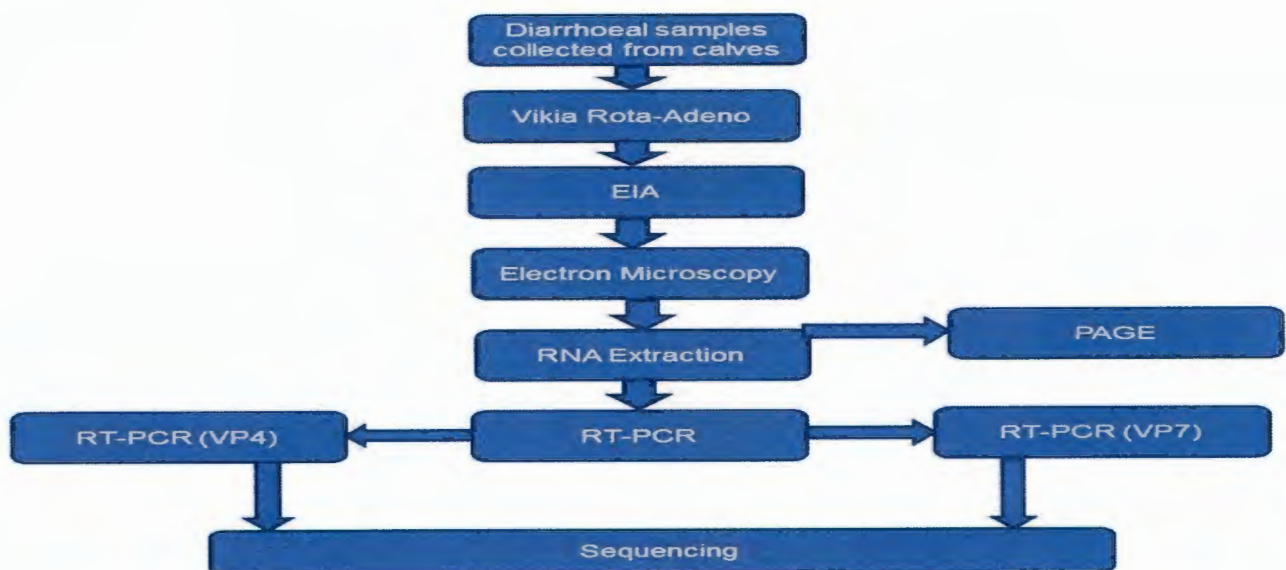 Diarrhoeal samples
collected from calves
Vikia Rota-Adeno
EIA
Electron Microscopy
RNA Extraction
PAGE
RT-PCR (VP4)
RT-PCR
RT-PCR (VP7)
Sequencing